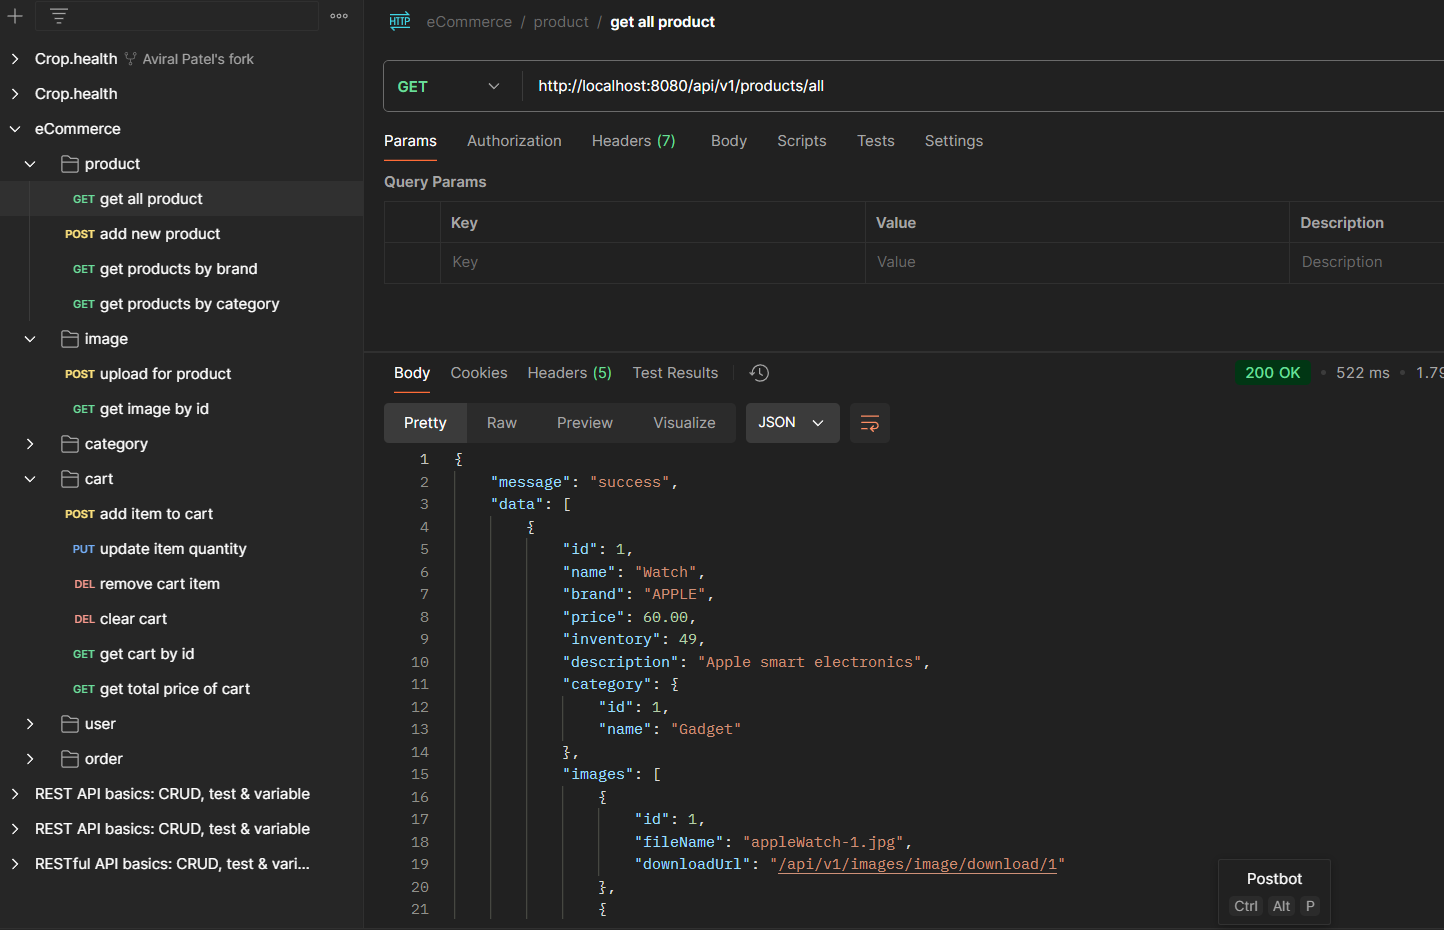 Crop.health Aviral Patel's fork
Crop.health
eCommerce
product
GET get all product
POST add new product
GET get products by brand
GET get products by category
image
POST upload for product
GET get image by id
category
cart
POST add item to cart
PUT update item quantity
DEL remove cart item
DEL clear cart
GET get cart by id
GET get total price of cart
user
order
REST API basics: CRUD, test & variable
REST API basics: CRUD, test & variable
RESTful API basics: CRUD, test & vari...
HTTP eCommerce / product / get all product
GET http://localhost:8080/api/v1/products/all
Params Authorization Headers (7) Body Scripts Tests Settings
Query Params
Key Value Description
Key Value Description
Body Cookies Headers (5) Test Results 200 OK • 522 ms • 1.79
Pretty Raw Preview Visualize JSON
1 {
2 "message": "success",
3 "data": [
4 {
5 "id": 1,
6 "name": "Watch",
7 "brand": "APPLE",
8 "price": 60.00,
9 "inventory": 49,
10 "description": "Apple smart electronics",
11 "category": {
12 "id": 1,
13 "name": "Gadget"
14 },
15 "images": [
16 {
17 "id": 1,
18 "fileName": "appleWatch-1.jpg",
19 "downloadUrl": "/api/v1/images/image/download/1"
20 },
21 {
Postbot
Ctrl Alt P